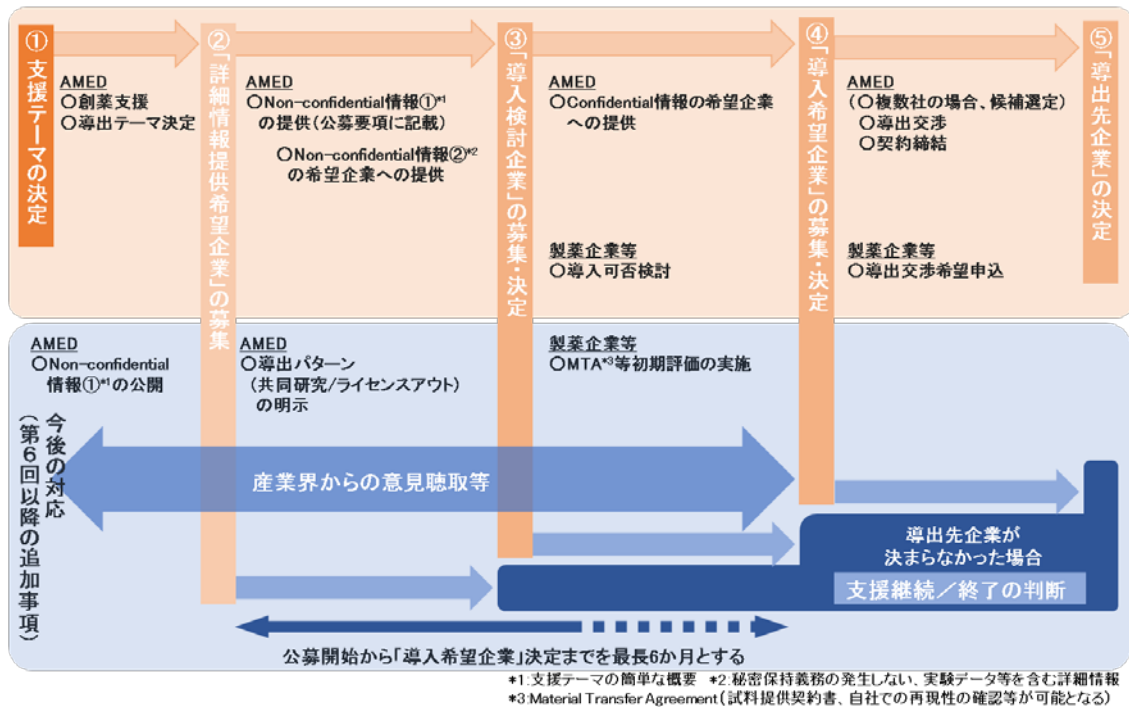 ①支援テーマの決定
AMED
○創薬支援
○導出テーマ決定
②「詳細情報提供希望企業」の募集
AMED
○Non-confidential情報①*1
の提供(公募要項に記載)
○Non-confidential情報②*2
の希望企業への提供
③「導入検討企業」の募集・決定
AMED
○Confidential情報の希望企業
への提供
製薬企業等
○導入可否検討
④「導入希望企業」の募集・決定
AMED
(○複数社の場合、候補選定)
○導出交渉
○契約締結
製薬企業等
○導出交渉希望申込
⑤「導出先企業」の決定
AMED
○Non-confidential
情報①*1の公開
AMED
○導出パターン
(共同研究/ライセンスアウト)
の明示
製薬企業等
○MTA*3等初期評価の実施
今後の対応
(第6回以降の追加事項)
産業界からの意見聴取等
導出先企業が
決まらなかった場合
支援継続/終了の判断
公募開始から「導入希望企業」決定までを最長6か月とする
*1:支援テーマの簡単な概要 *2:秘密保持義務の発生しない、実験データ等を含む詳細情報
*3:Material Transfer Agreement(試料提供契約書、自社での再現性の確認等が可能となる)